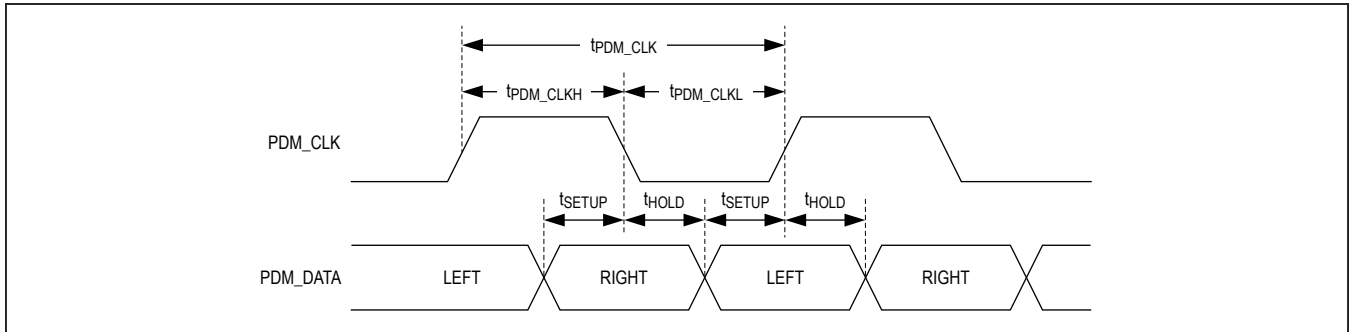 tPDM_CLK
tPDM_CLKH tPDM_CLKL
PDM_CLK
tSETUP tHOLD tSETUP tHOLD
PDM_DATA LEFT RIGHT LEFT RIGHT